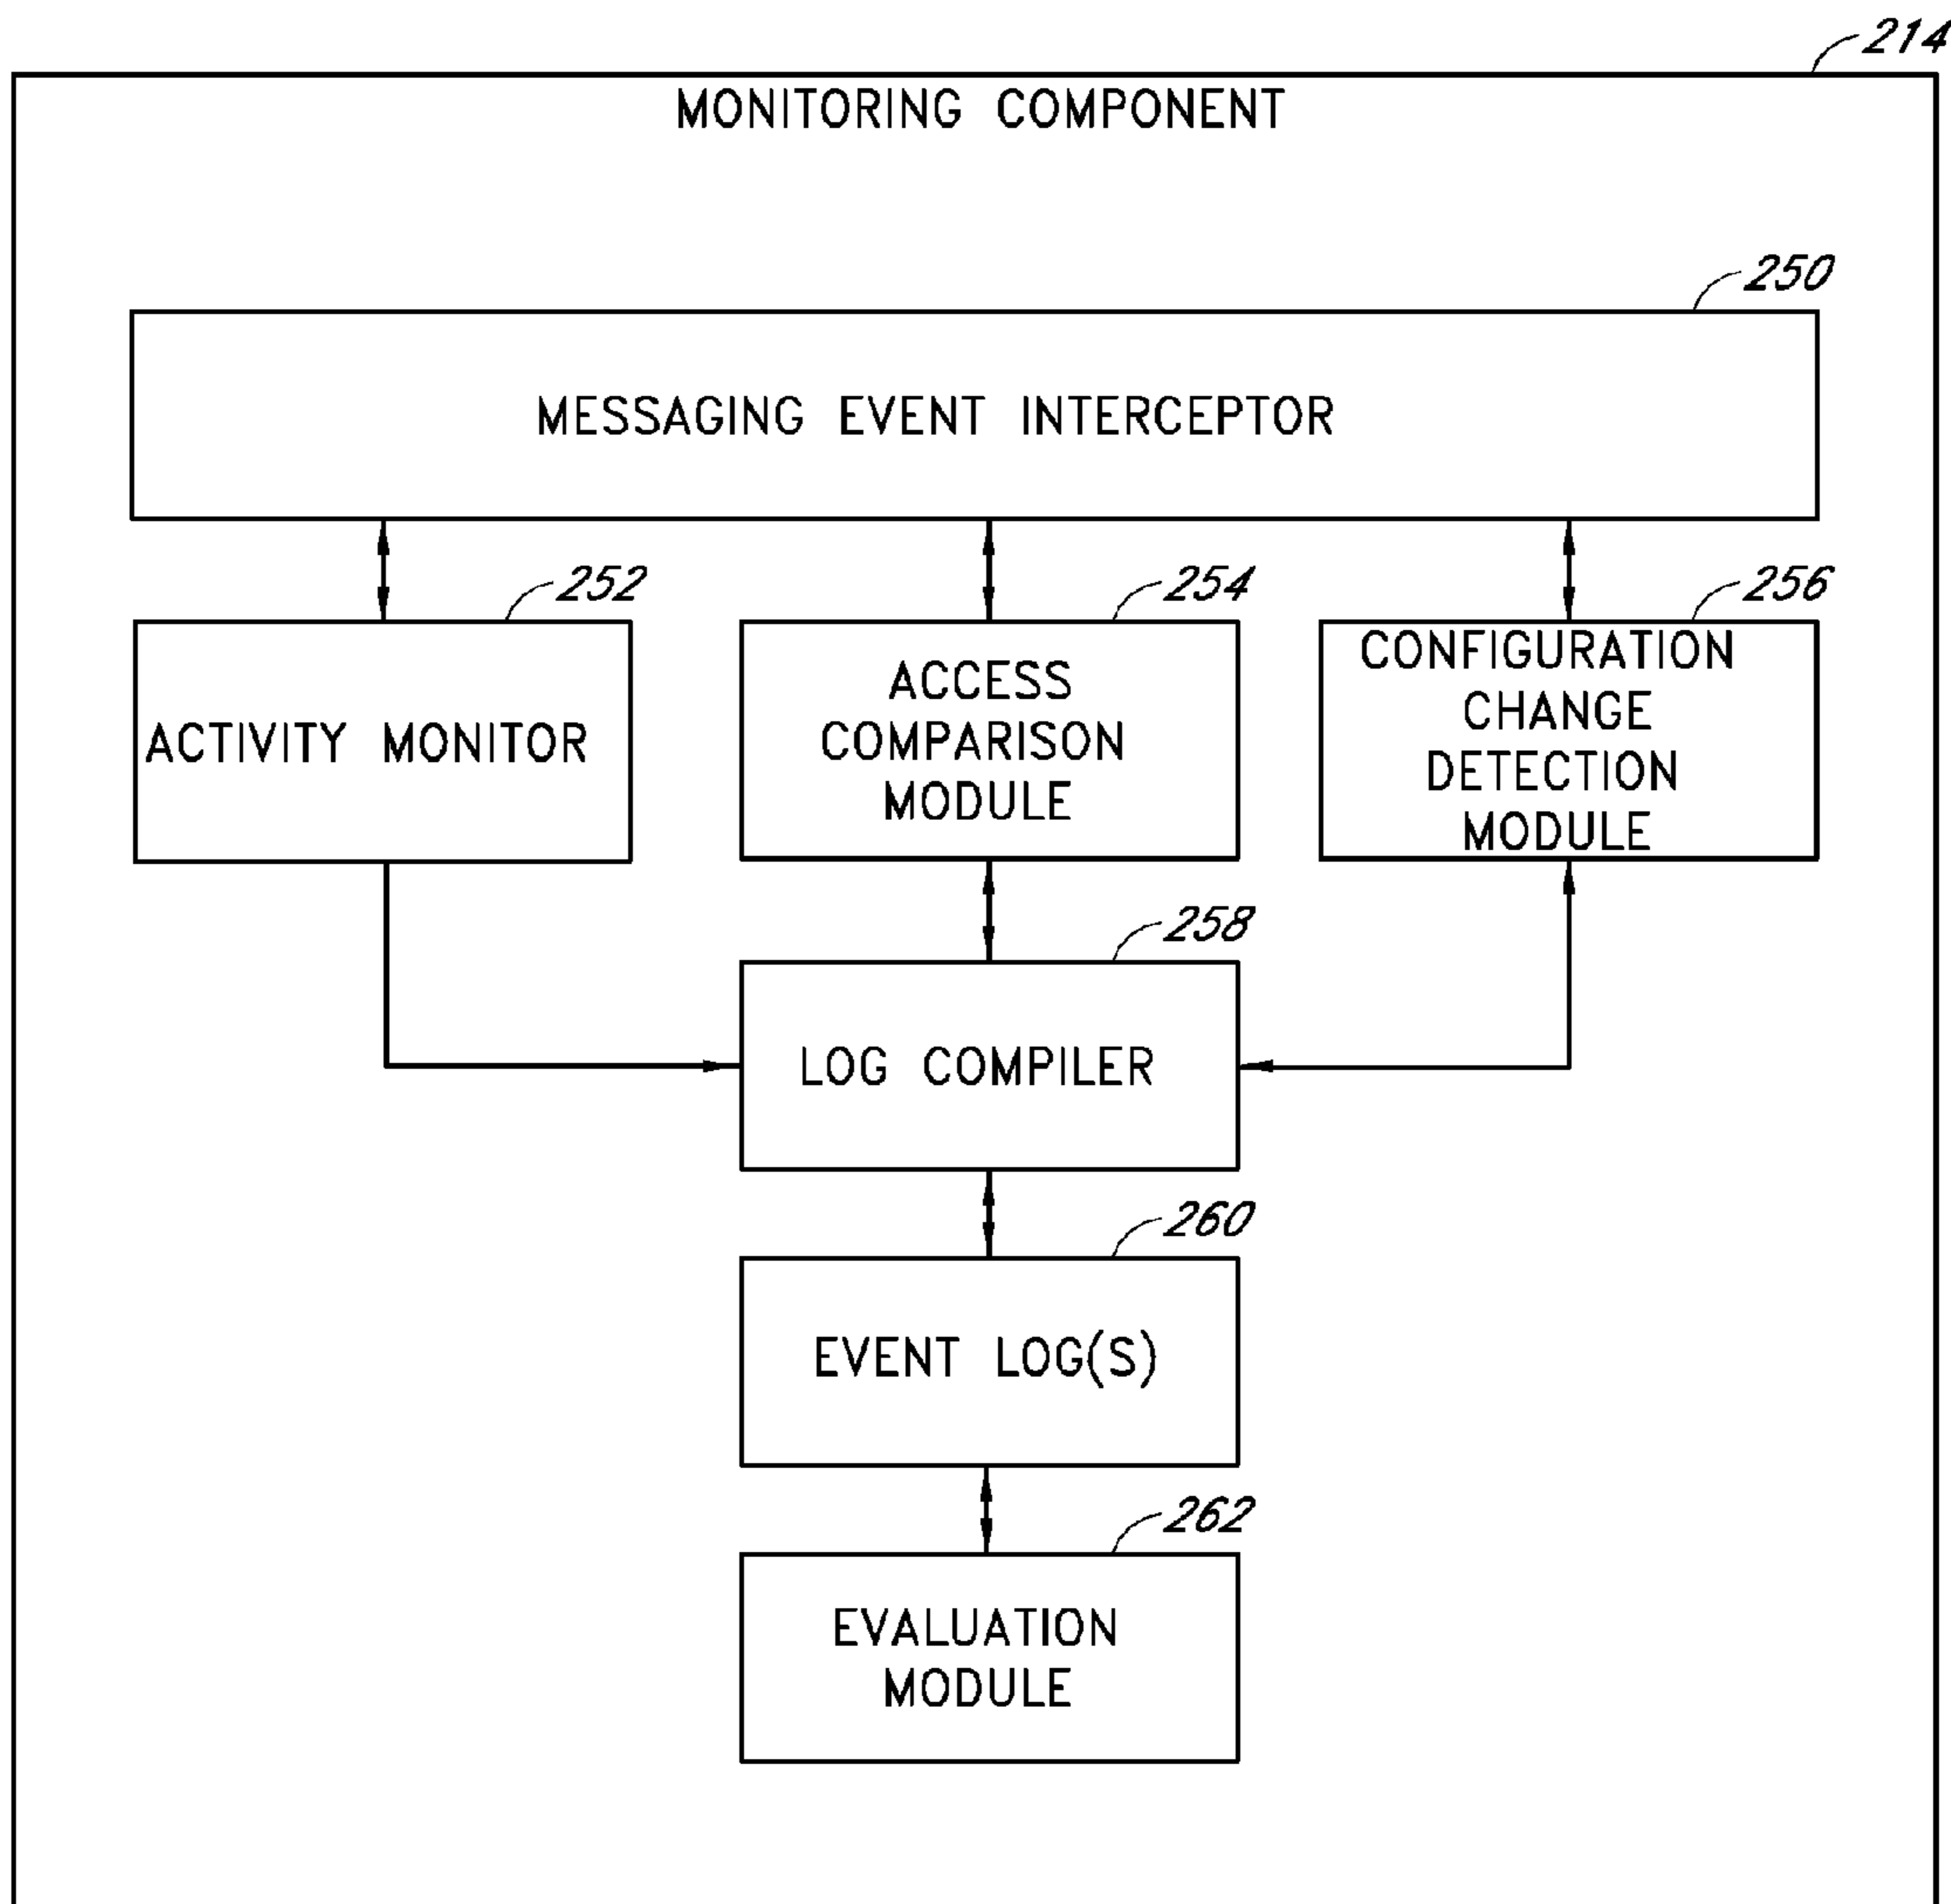 214
MONITORING COMPONENT
250
MESSAGING EVENT INTERCEPTOR
252
254
256
ACTIVITY MONITOR
ACCESS
COMPARISON
MODULE
CONFIGURATION
CHANGE
DETECTION
MODULE
258
LOG COMPILER
260
EVENT LOG(S)
262
EVALUATION
MODULE